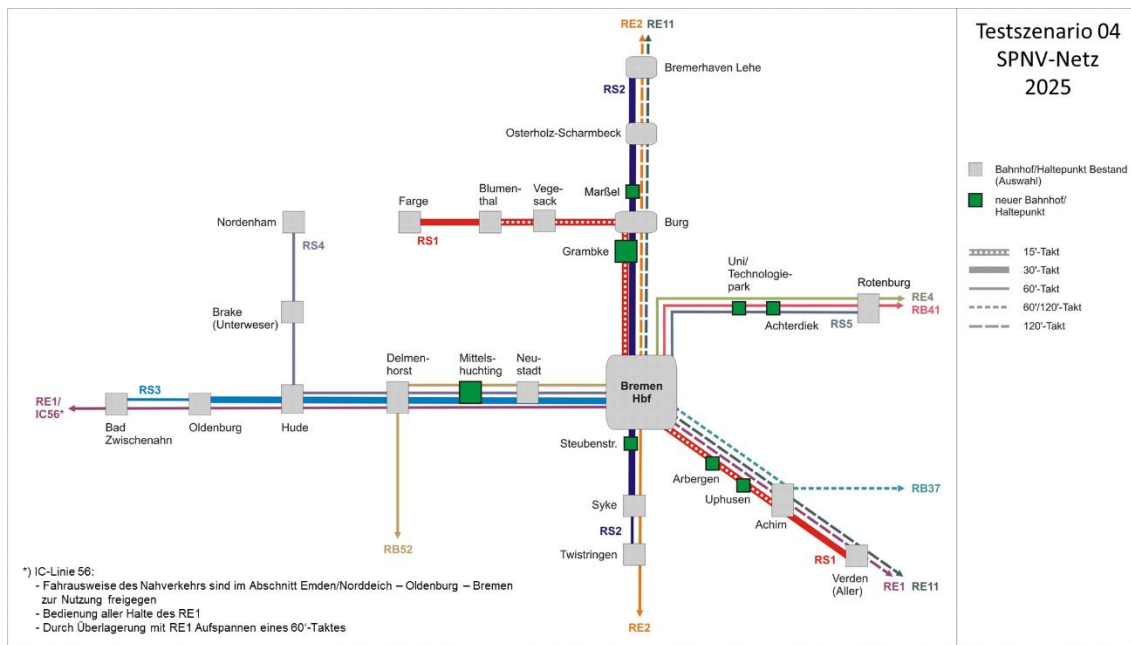 Testszenario 04
SPNV-Netz
2025
RE2 RE11
Bremerhaven Lehe
RS2
Osterholz-Scharmbeck
Marßel
Burg
Grambke
Farge
Blumen-
thal
Vege-
sack
RS1
Nordenham
RS4
Brake
(Unterweser)
Uni/
Technologie-
park
Achterdiek
Rotenburg
RE4
RB41
RS5
Delmen-
horst
Mittels-
huchting
Neu-
stadt
Bremen
Hbf
RS3
RE1/
IC56*
Bad
Zwischenahn
Oldenburg
Hude
Steubenstr.
Arbergen
Uphusen
Achim
RB37
Syke
RS2
Twistringen
RS1
Verden
(Aller)
RE1 RE11
RB52
RE2
Bahnhof/Haltepunkt Bestand
(Auswahl)
neuer Bahnhof/
Haltepunkt
15'-Takt
30'-Takt
60'-Takt
60'/120'-Takt
120'-Takt
*) IC-Linie 56:
- Fahrausweise des Nahverkehrs sind im Abschnitt Emden/Norddeich – Oldenburg – Bremen
zur Nutzung freigegen
- Bedienung aller Halte des RE1
- Durch Überlagerung mit RE1 Aufspannen eines 60'-Taktes